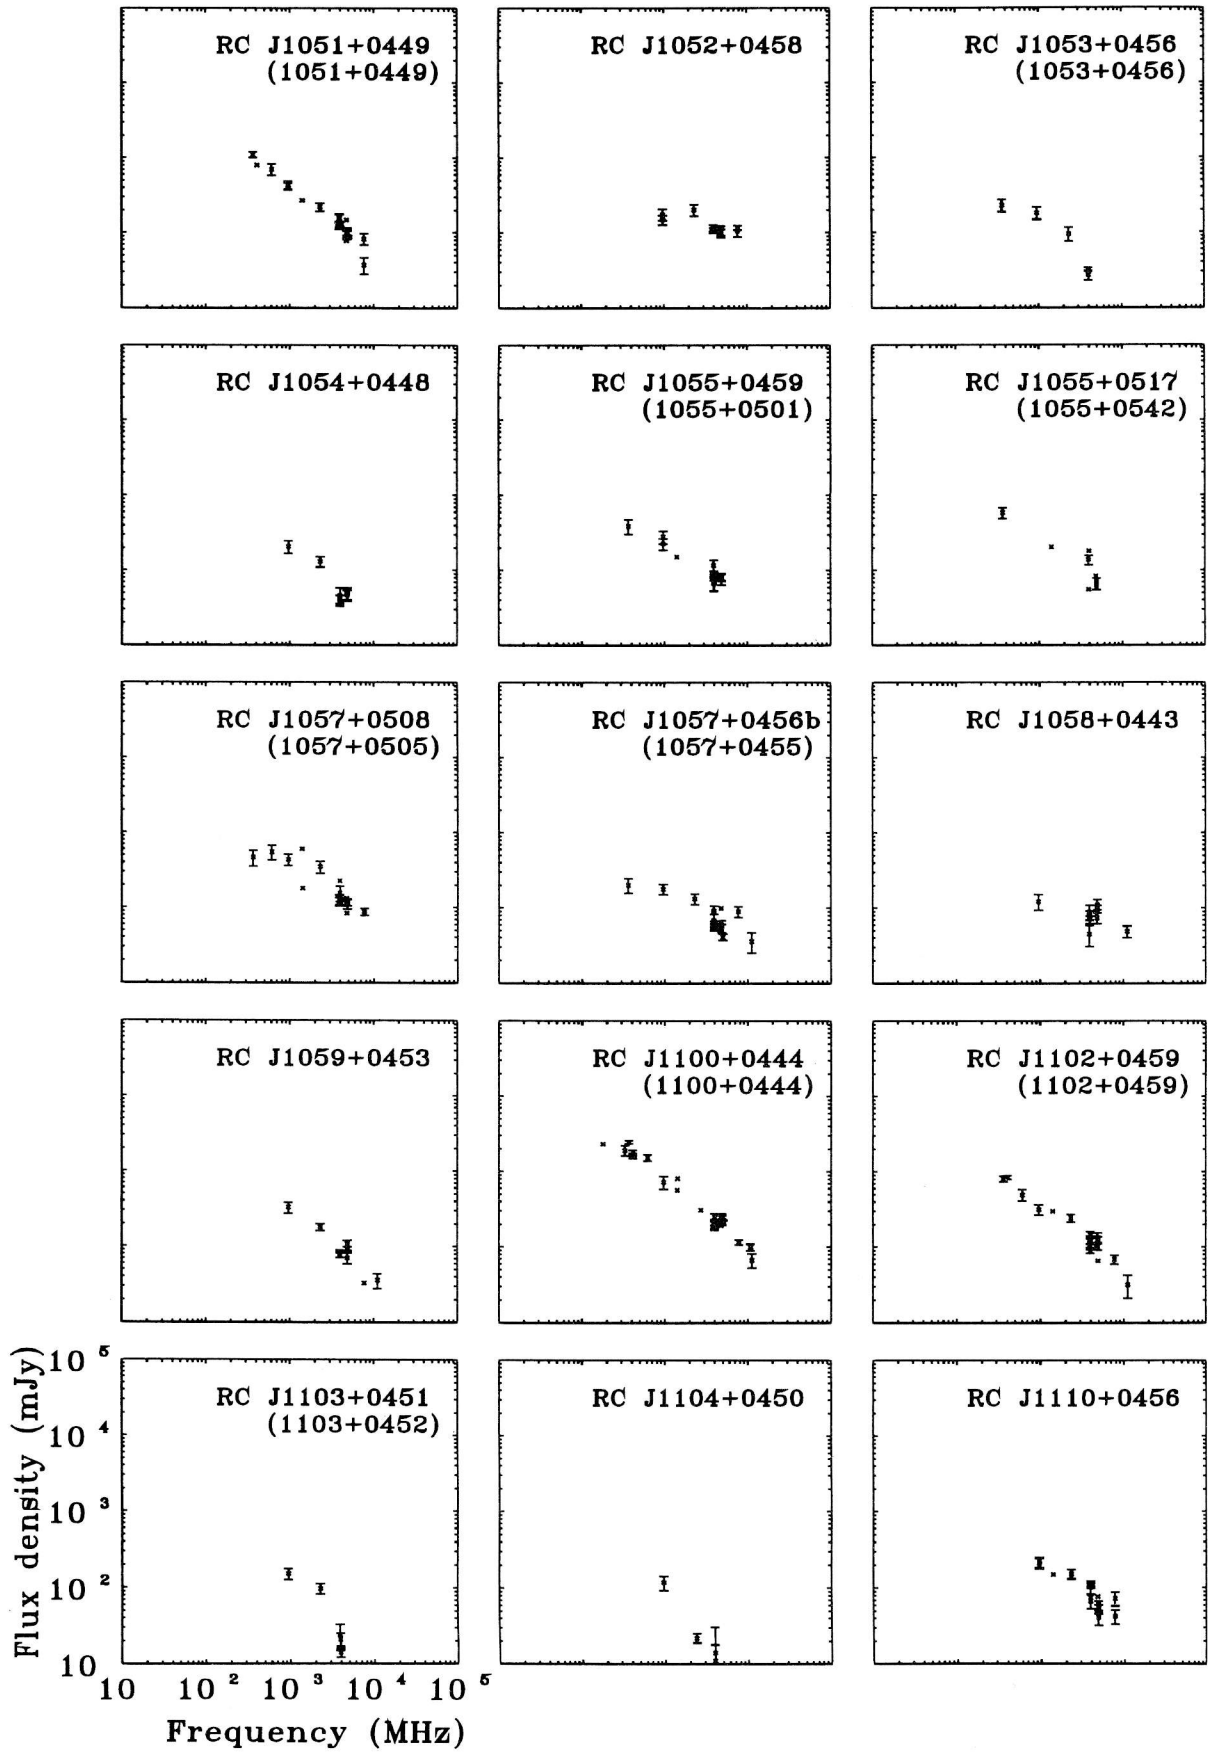 RC J1051+0449
(1051+0449)
RC J1052+0458
RC J1053+0456
(1053+0456)
RC J1054+0448
RC J1055+0459
(1055+0501)
RC J1055+0517
(1055+0542)
RC J1057+0508
(1057+0505)
RC J1057+0456b
(1057+0455)
RC J1058+0443
RC J1059+0453
RC J1100+0444
(1100+0444)
RC J1102+0459
(1102+0459)
RC J1103+0451
(1103+0452)
RC J1104+0450
RC J1110+0456
Flux density (mJy)
10 5
10 4
10 3
10 2
10
10 10 2 10 3 10 4 10 5
Frequency (MHz)